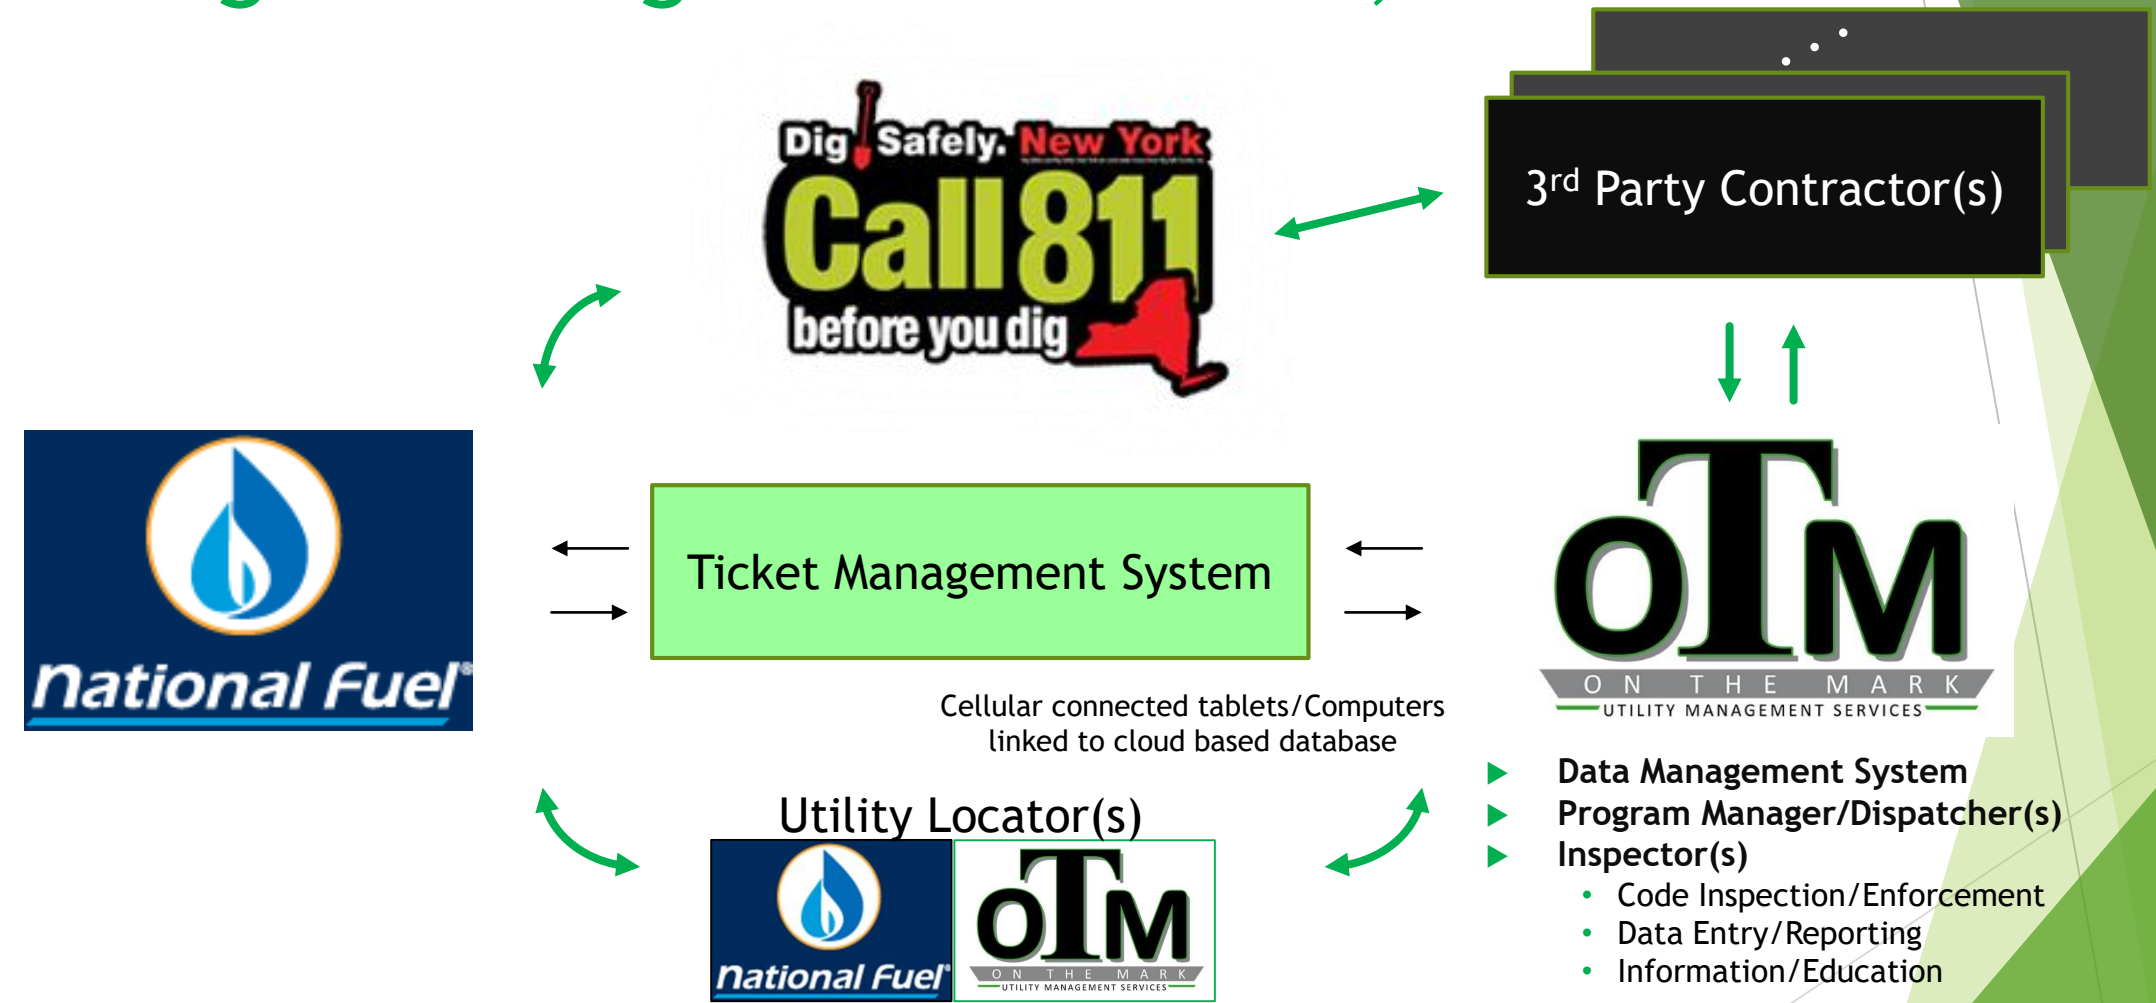 Dig Safely. New York
Call 811
before you dig
3rd Party Contractor(s)
national Fuel®
Ticket Management System
OTM
ON THE MARK
UTILITY MANAGEMENT SERVICES
Cellular connected tablets/Computers
linked to cloud based database
Utility Locator(s)
national Fuel
OTM
ON THE MARK
UTILITY MANAGEMENT SERVICES
Data Management System
Program Manager/Dispatcher(s)
Inspector(s)
• Code Inspection/Enforcement
• Data Entry/Reporting
• Information/Education